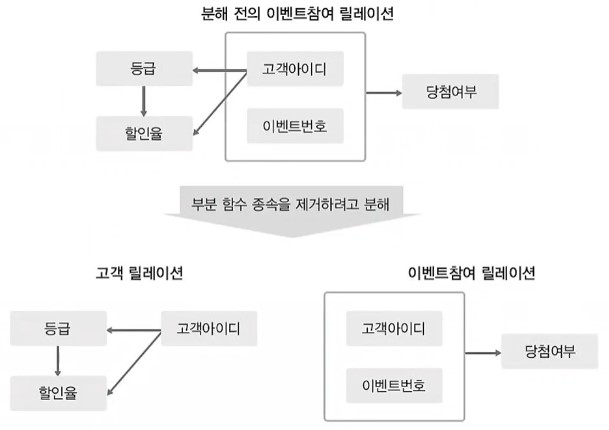 분해 전의 이벤트참여 릴레이션
등급
고객아이디
당첨여부
할인율
이벤트번호
부분 함수 종속을 제거하려고 분해
고객 릴레이션
이벤트참여 릴레이션
등급
고객아이디
할인율
고객아이디
당첨여부
이벤트번호